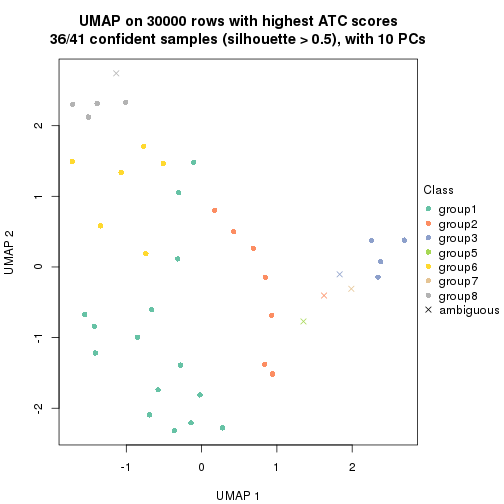 UMAP on 30000 rows with highest ATC scores
36/41 confident samples (silhouette > 0.5), with 10 PCs
UMAP 2
2
1
0
-1
-2
-1
0
1
2
UMAP 1
Class
group1
group2
group3
group5
group6
group7
group8
ambiguous